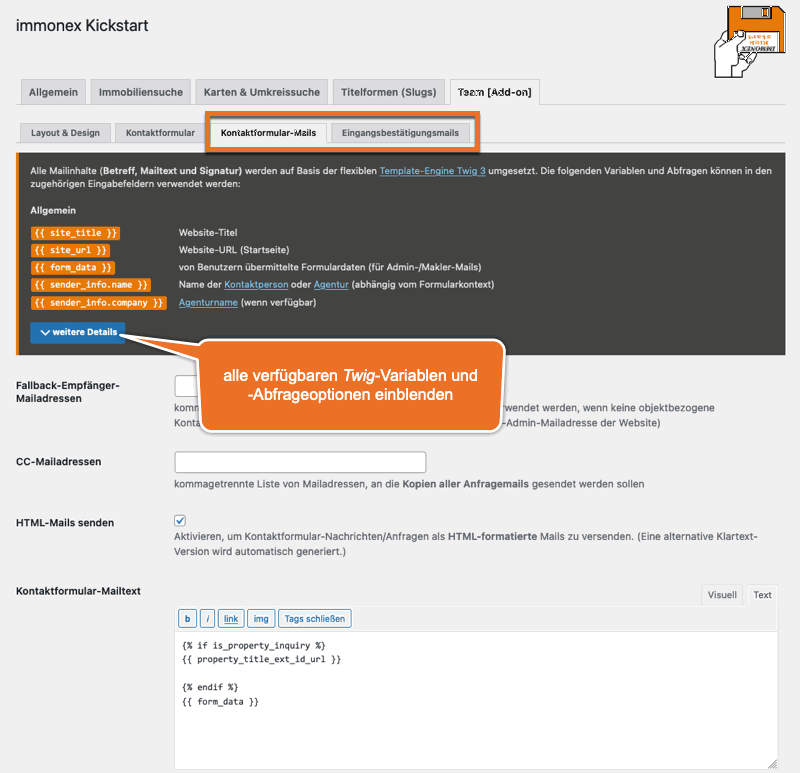 immonex Kickstart
Allgemein Immobiliensuche Karten & Umkreissuche Titelformen (Slugs) Team [Add-on]
Layout & Design Kontaktformular Kontaktformular-Mails Eingangsbestätigungsmails
Alle Mailinhalte (Betreff, Mailtext und Signatur) werden auf Basis der flexiblen Template-Engine Twig 3 umgesetzt. Die folgenden Variablen und Abfragen können in den
zugehörigen Eingabefeldern verwendet werden:
Allgemein
{{ site_title }} Website-Titel
{{ site_url }} Website-URL (Startseite)
{{ form_data }} von Benutzern übermittelte Formulardaten (für Admin-/Makler-Mails)
{{ sender_info.name }} Name der Kontaktperson oder Agentur (abhängig vom Formularkontext)
{{ sender_info.company }} Agenturname (wenn verfügbar)
weitere Details
alle verfügbaren Twig-Variablen und
-Abfrageoptionen einblenden
Fallback-Empfänger-
Mailadressen
rwendet werden, wenn keine objektbezogene
-Admin-Mailadresse der Website)
CC-Mailadressen
kommagetrennte Liste von Mailadressen, an die Kopien aller Anfragemails gesendet werden sollen
HTML-Mails senden
Aktivieren, um Kontaktformular-Nachrichten/Anfragen als HTML-formatierte Mails zu versenden. (Eine alternative Klartext-
Version wird automatisch generiert.)
Kontaktformular-Mailtext
Visuell Text
b i link img Tags schließen
{% if is_property_inquiry %}
{{ property_title_ext_id_url }}
{% endif %}
{{ form_data }}